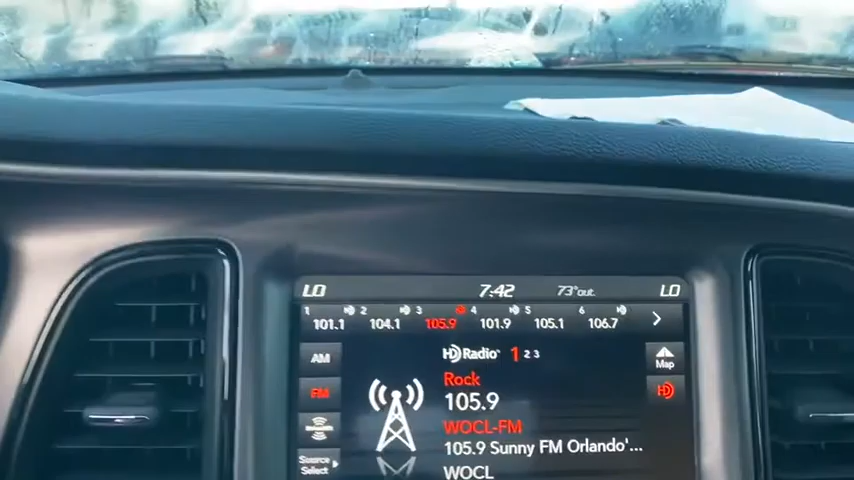 LO 7:42 73°out. LO
1 2 3 4 5 6
101.1 104.1 105.9 101.9 105.1 106.7
AM HD Radio 1 2 3 Map
FM Rock HD
105.9
WOCL-FM
105.9 Sunny FM Orlando'...
Source
Select WOCL